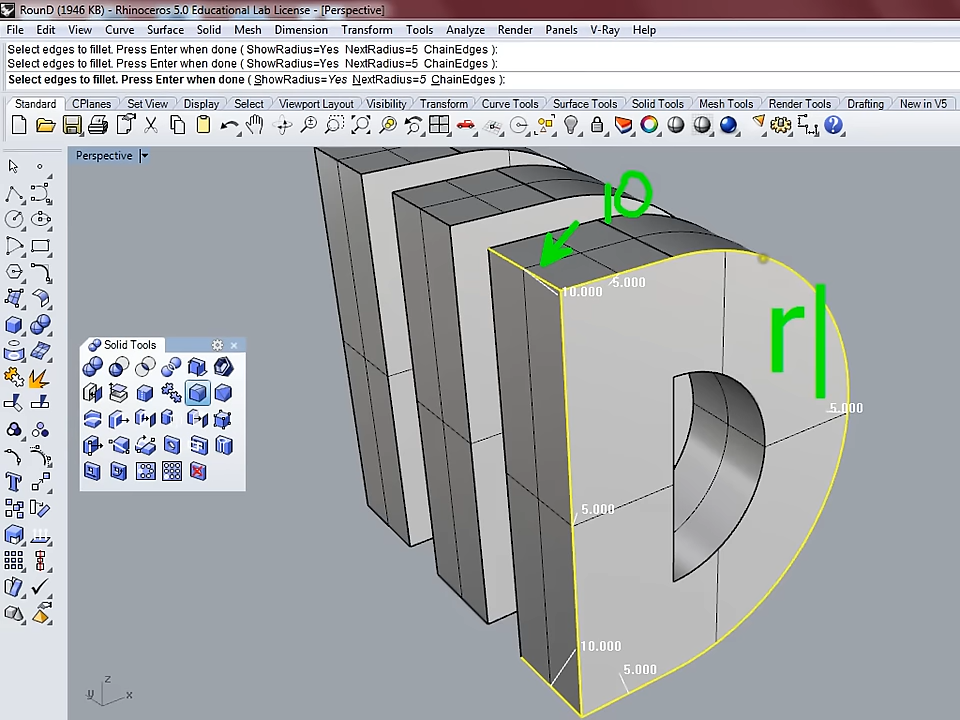 RounD (1946 KB) - Rhinoceros 5.0 Educational Lab License - [Perspective]
File Edit View Curve Surface Solid Mesh Dimension Transform Tools Analyze Render Panels V-Ray Help
Select edges to fillet. Press Enter when done ( ShowRadius=Yes NextRadius=5 ChainEdges ):
Select edges to fillet. Press Enter when done ( ShowRadius=Yes NextRadius=5 ChainEdges ):
Select edges to fillet. Press Enter when done ( ShowRadius=Yes NextRadius=5 ChainEdges ):
Standard CPlanes Set View Display Select Viewport Layout Visibility Transform Curve Tools Surface Tools Solid Tools Mesh Tools Render Tools Drafting New in V5
Perspective
10
10.000 5.000
r|
Solid Tools
5.000
5.000
10.000
5.000
z
y x